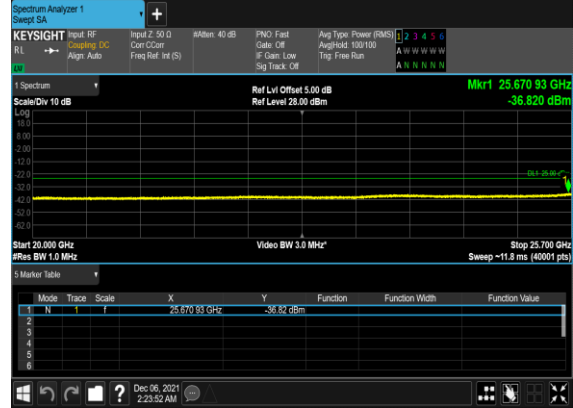 Spectrum Analyzer 1
Swept SA
+
KEYSIGHT
RL
Input: RF
Coupling: DC
Align: Auto
Input Z: 50 Ω
Corr CCorr
Freq Ref: Int (S)
#Atten: 40 dB
PNO: Fast
Gate: Off
IF Gain: Low
Sig Track: Off
Avg Type: Power (RMS)
Avg|Hold: 100/100
Trig: Free Run
1 2 3 4 5 6
A W W W W W
A N N N N N
1 Spectrum
Scale/Div 10 dB
Ref Lvl Offset 5.00 dB
Ref Level 28.00 dBm
Mkr1 25.670 93 GHz
-36.820 dBm
Log
18.0
8.00
-2.00
-12.0
-22.0
-32.0
-42.0
-52.0
-62.0
1
Start 20.000 GHz
#Res BW 1.0 MHz
Video BW 3.0 MHz*
Stop 25.700 GHz
Sweep ~11.8 ms (40001 pts)
5 Marker Table
Mode Trace Scale X Y Function Function Width Function Value
1 N 1 f 25.670 93 GHz -36.82 dBm
2
3
4
5
6
?
Dec 06, 2021
2:23:52 AM